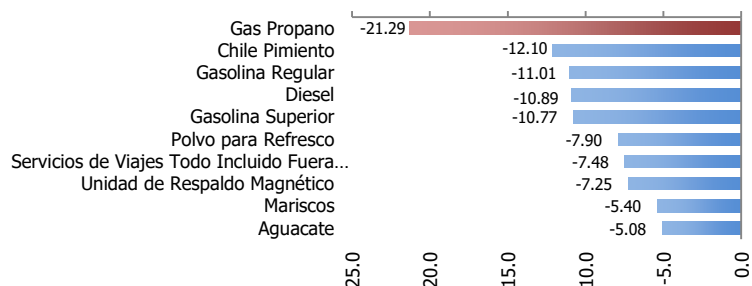 Gas Propano -21.29
Chile Pimiento -12.10
Gasolina Regular -11.01
Diesel -10.89
Gasolina Superior -10.77
Polvo para Refresco -7.90
Servicios de Viajes Todo Incluido Fuera... -7.48
Unidad de Respaldo Magnético -7.25
Mariscos -5.40
Aguacate -5.08
-25.0 -20.0 -15.0 -10.0 -5.0 0.0